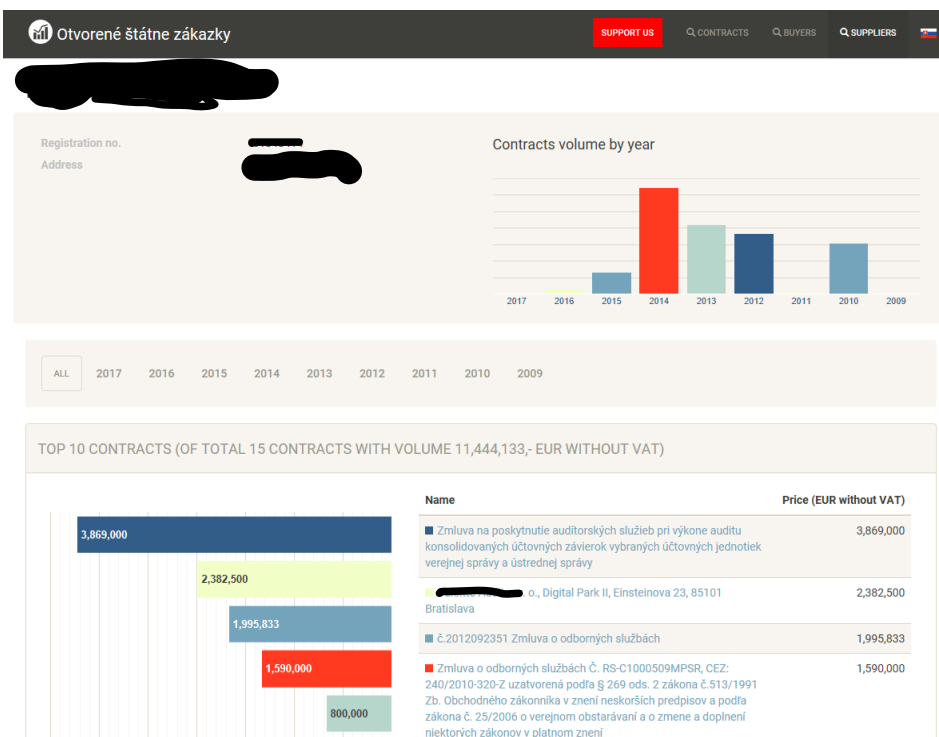 Otvorené štátne zákazky
SUPPORT US
CONTRACTS
BUYERS
SUPPLIERS
Registration no.
Address
Contracts volume by year
2017 2016 2015 2014 2013 2012 2011 2010 2009
ALL 2017 2016 2015 2014 2013 2012 2011 2010 2009
TOP 10 CONTRACTS (OF TOTAL 15 CONTRACTS WITH VOLUME 11,444,133,- EUR WITHOUT VAT)
3,869,000
2,382,500
1,995,833
1,590,000
800,000
Name Price (EUR without VAT)
Zmluva na poskytnutie audítorských služieb pri výkone auditu 3,869,000
konsolidovaných účtovných závierok vybraných účtovných jednotiek
verejnej správy a ústrednej správy
o., Digital Park II, Einsteinova 23, 85101 2,382,500
Bratislava
č.2012092351 Zmluva o odborných službách 1,995,833
Zmluva o odborných službách Č. RS-C1000509MPSR, CEZ: 1,590,000
240/2010-320-Z uzatvorená podľa § 269 ods. 2 zákona č.513/1991
Zb. Obchodného zákonníka v znení neskorších predpisov a podľa
zákona č. 25/2006 o verejnom obstarávaní a o zmene a doplnení
niektorých zákonov v platnom znení